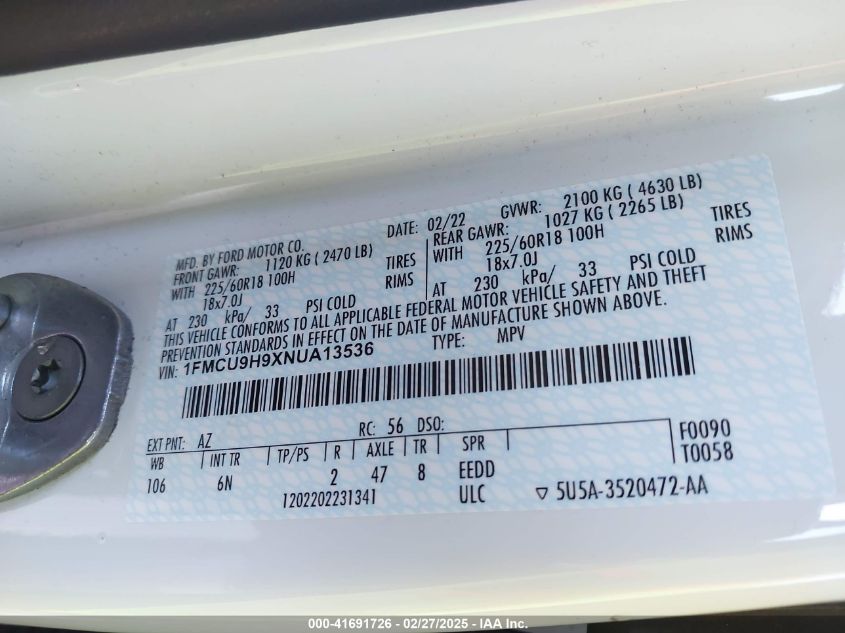 MFD. BY FORD MOTOR CO. DATE: 02/22 GVWR: 2100 KG ( 4630 LB)
FRONT GAWR: 1120 KG ( 2470 LB) REAR GAWR: 1027 KG ( 2265 LB)
WITH 225/60R18 100H TIRES WITH 225/60R18 100H TIRES
18x7.0J RIMS 18x7.0J RIMS
AT 230 kPa/ 33 PSI COLD AT 230 kPa/ 33 PSI COLD
THIS VEHICLE CONFORMS TO ALL APPLICABLE FEDERAL MOTOR VEHICLE SAFETY AND THEFT
PREVENTION STANDARDS IN EFFECT ON THE DATE OF MANUFACTURE SHOWN ABOVE.
VIN: 1FMCU9H9XNUA13536 TYPE: MPV
EXT PNT: AZ RC: 56 DSO: F0090
WB INT TR TP/PS R AXLE TR SPR T0058
106 6N 2 47 8 EEDD
1202202231341 ULC ▽ 5U5A-3520472-AA
000-41691726 - 02/27/2025 - IAA Inc.